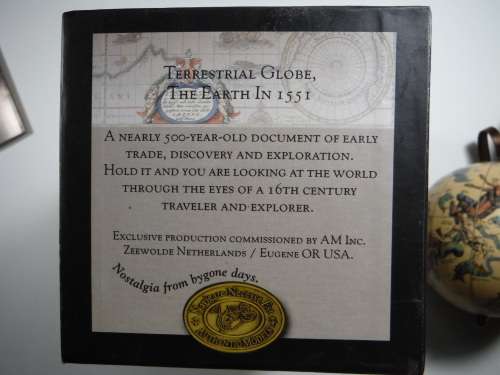 TERRESTRIAL GLOBE,
THE EARTH IN 1551
A NEARLY 500-YEAR-OLD DOCUMENT OF EARLY
TRADE, DISCOVERY AND EXPLORATION.
HOLD IT AND YOU ARE LOOKING AT THE WORLD
THROUGH THE EYES OF A 16TH CENTURY
TRAVELER AND EXPLORER.
EXCLUSIVE PRODUCTION COMMISSIONED BY AM INC.
ZEEWOLDE NETHERLANDS / EUGENE OR USA.
Nostalgia from bygone days.
AUTHENTIC MODELS